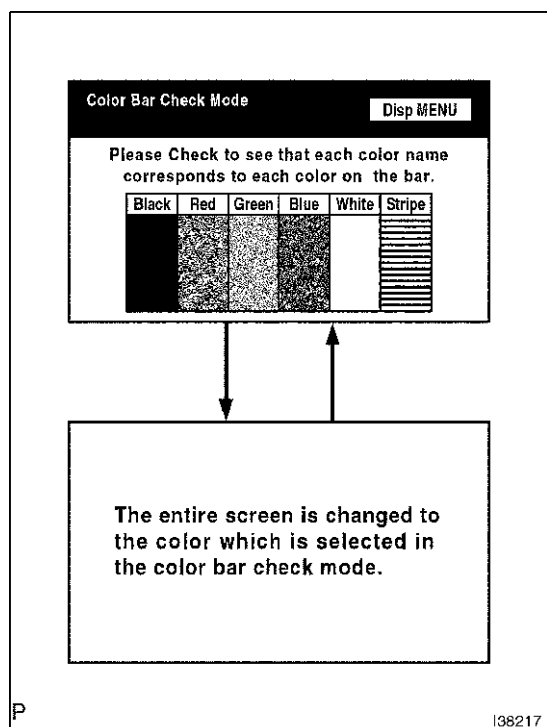 Color Bar Check Mode
Disp MENU
Please Check to see that each color name
corresponds to each color on the bar.
Black Red Green Blue White Stripe
The entire screen is changed to
the color which is selected in
the color bar check mode.
P
I38217